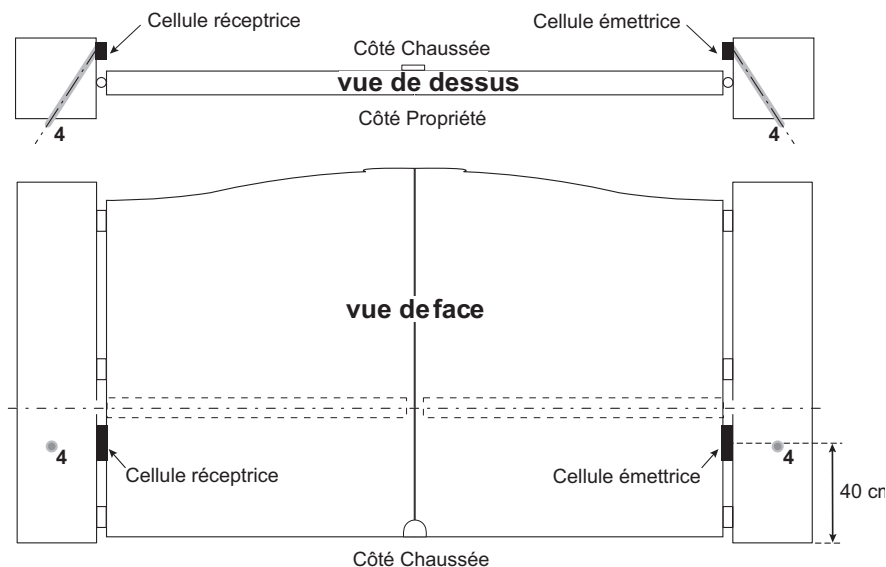 Cellule réceptrice
Cellule émettrice
Côté Chaussée
vue de dessus
Côté Propriété
4
4
vue de face
4
4
Cellule réceptrice
Cellule émettrice
40 cm
Côté Chaussée